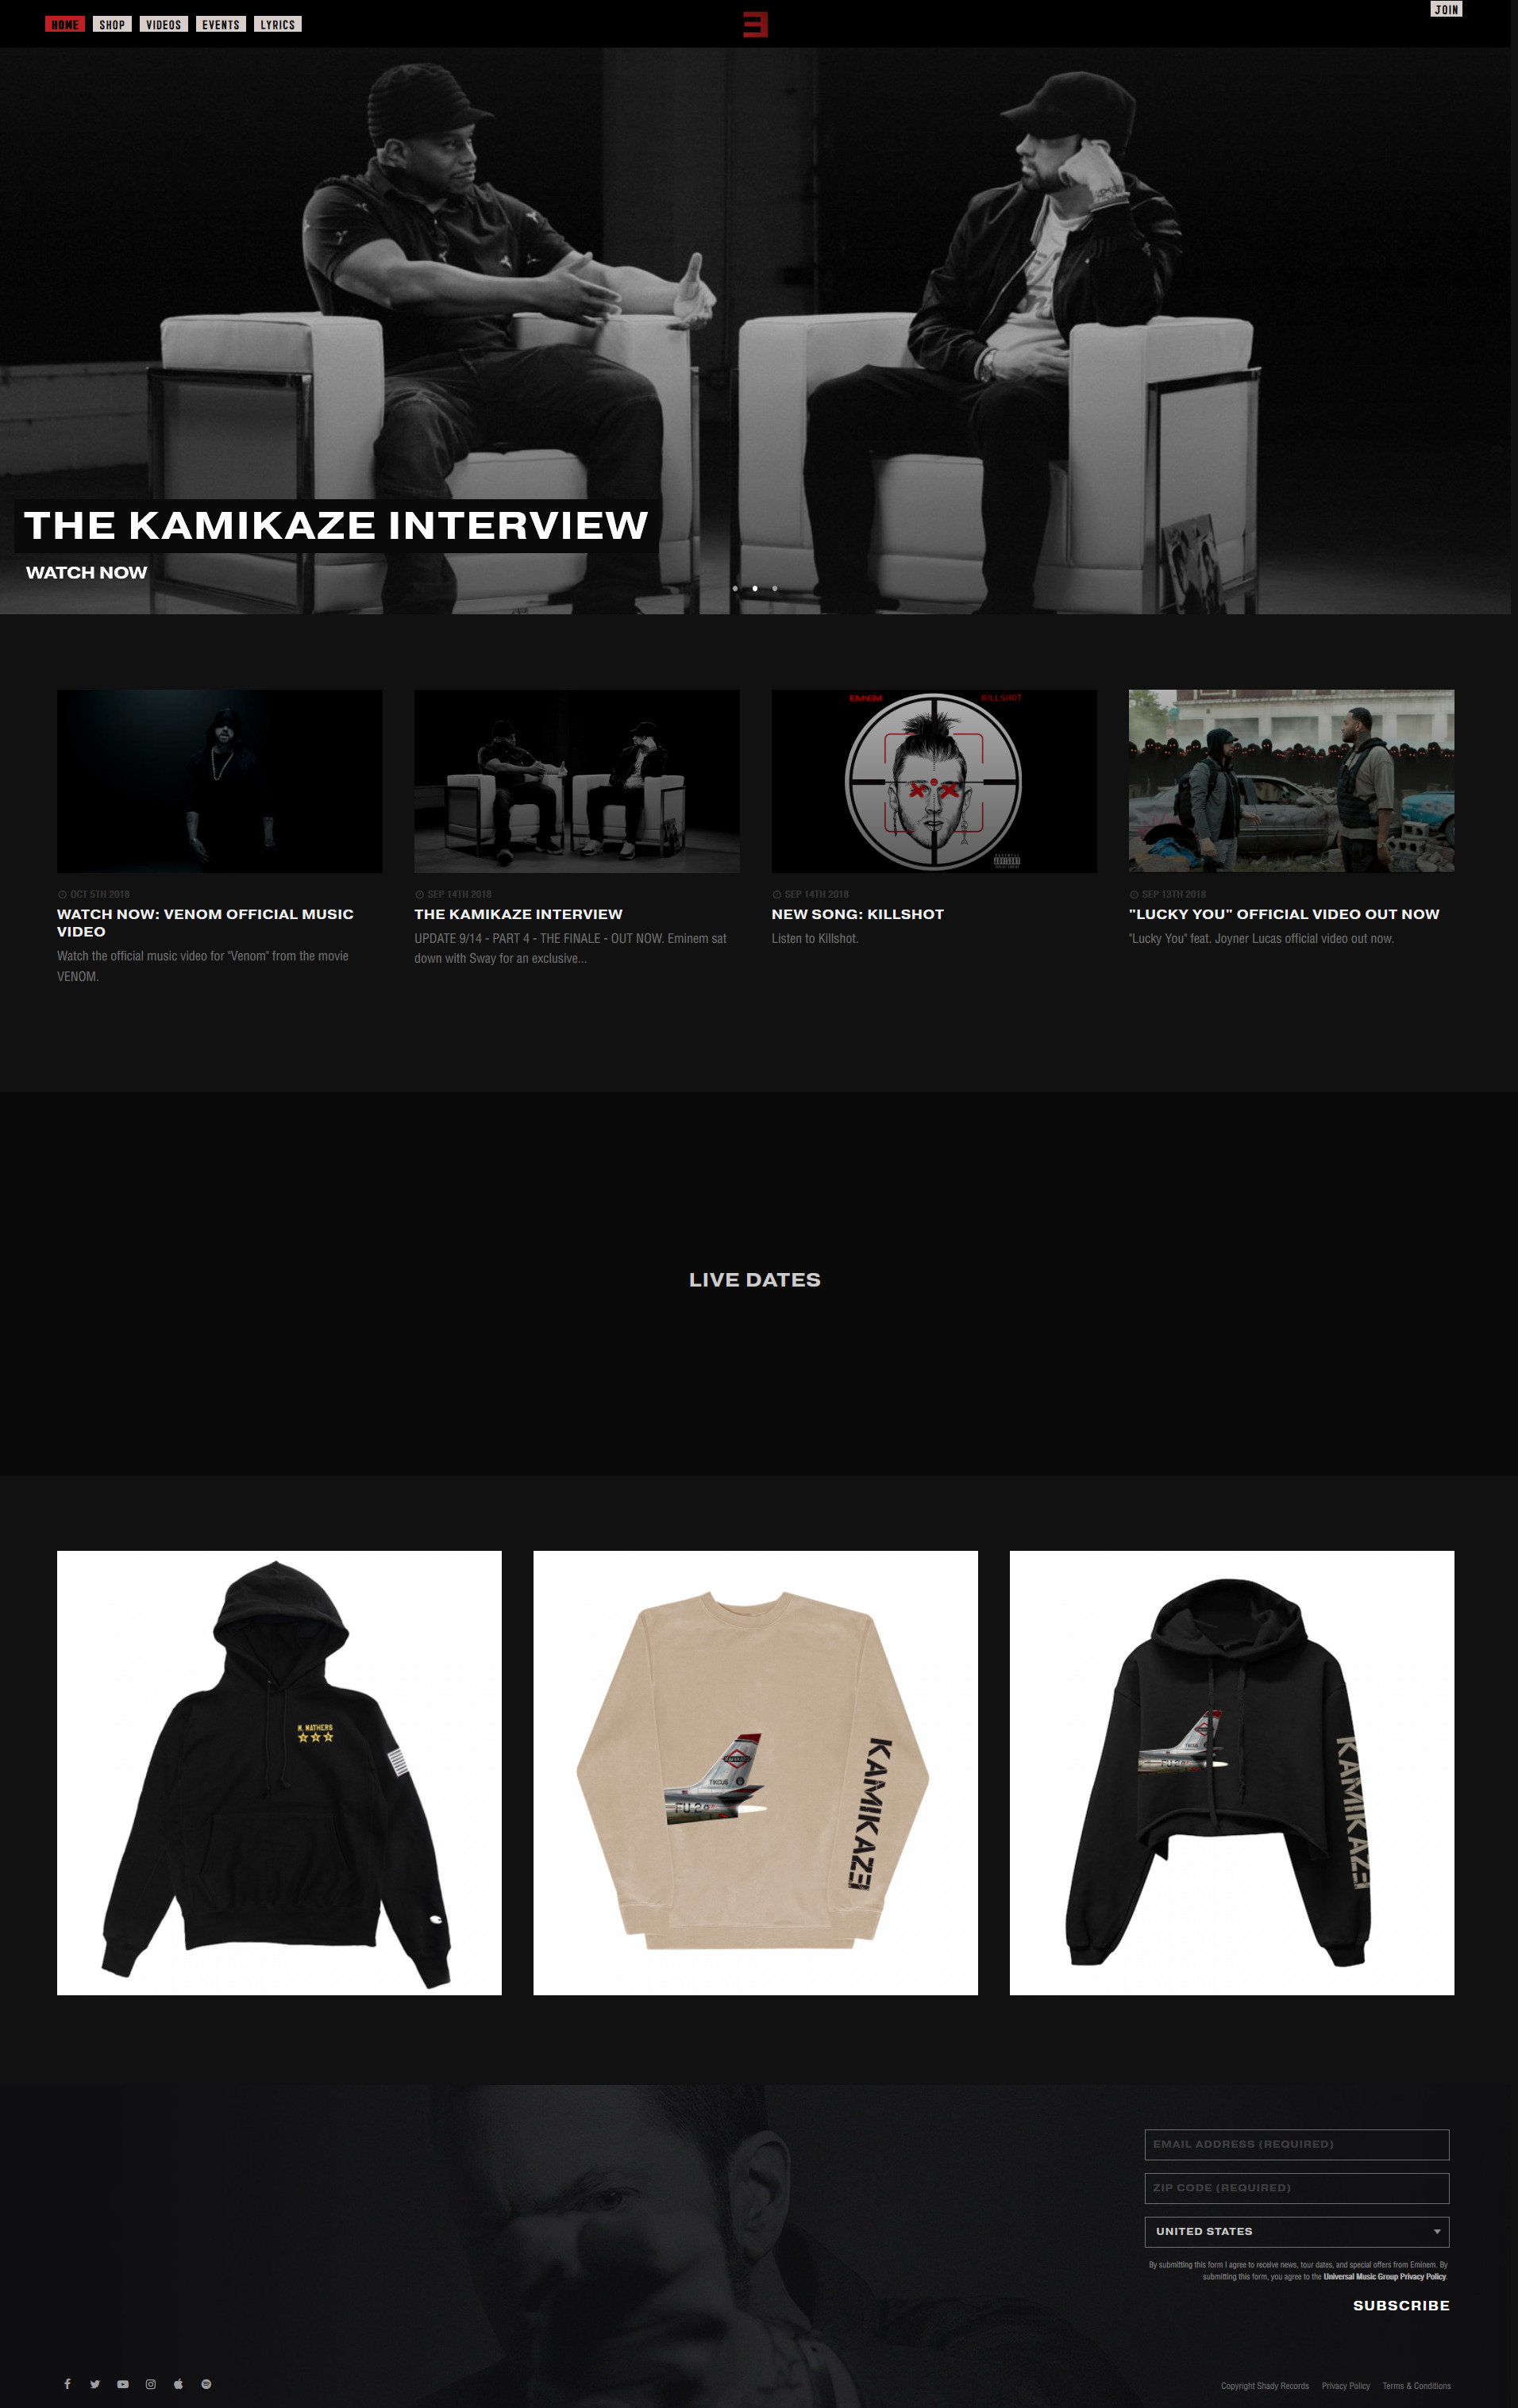 HOME SHOP VIDEOS EVENTS LYRICS
JOIN
THE KAMIKAZE INTERVIEW
WATCH NOW
EMINEM KILLSHOT
OCT 5TH 2018
WATCH NOW: VENOM OFFICIAL MUSIC
VIDEO
Watch the official music video for "Venom" from the movie
VENOM.
SEP 14TH 2018
THE KAMIKAZE INTERVIEW
UPDATE 9/14 - PART 4 - THE FINALE - OUT NOW. Eminem sat
down with Sway for an exclusive...
SEP 14TH 2018
NEW SONG: KILLSHOT
Listen to Killshot.
SEP 13TH 2018
"LUCKY YOU" OFFICIAL VIDEO OUT NOW
"Lucky You" feat. Joyner Lucas official video out now.
LIVE DATES
M. MATHERS
TIKCUS
FU-2
KAMIKAZE
TIKCUS
FU-2
KAMIKAZE
EMAIL ADDRESS (REQUIRED)
ZIP CODE (REQUIRED)
UNITED STATES
By submitting this form I agree to receive news, tour dates, and special offers from Eminem. By
submitting this form, you agree to the Universal Music Group Privacy Policy.
SUBSCRIBE
Copyright Shady Records Privacy Policy Terms & Conditions